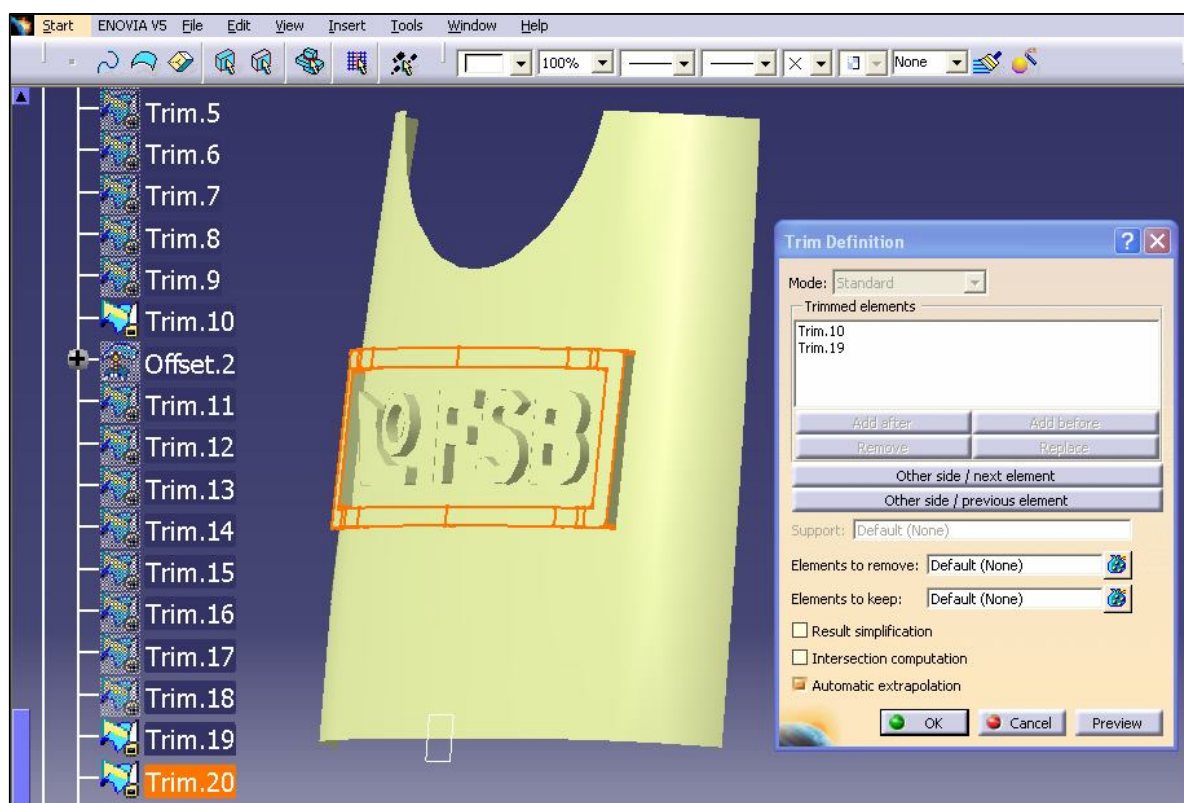 Start ENOVIA V5 File Edit View Insert Tools Window Help
100% None
Trim.5
Trim.6
Trim.7
Trim.8
Trim.9
Trim.10
Offset.2
Trim.11
Trim.12
Trim.13
Trim.14
Trim.15
Trim.16
Trim.17
Trim.18
Trim.19
Trim.20
Trim Definition
Mode: Standard
Trimmed elements
Trim.10
Trim.19
Add after Add before
Remove Replace
Other side / next element
Other side / previous element
Support: Default (None)
Elements to remove: Default (None)
Elements to keep: Default (None)
Result simplification
Intersection computation
Automatic extrapolation
OK Cancel Preview